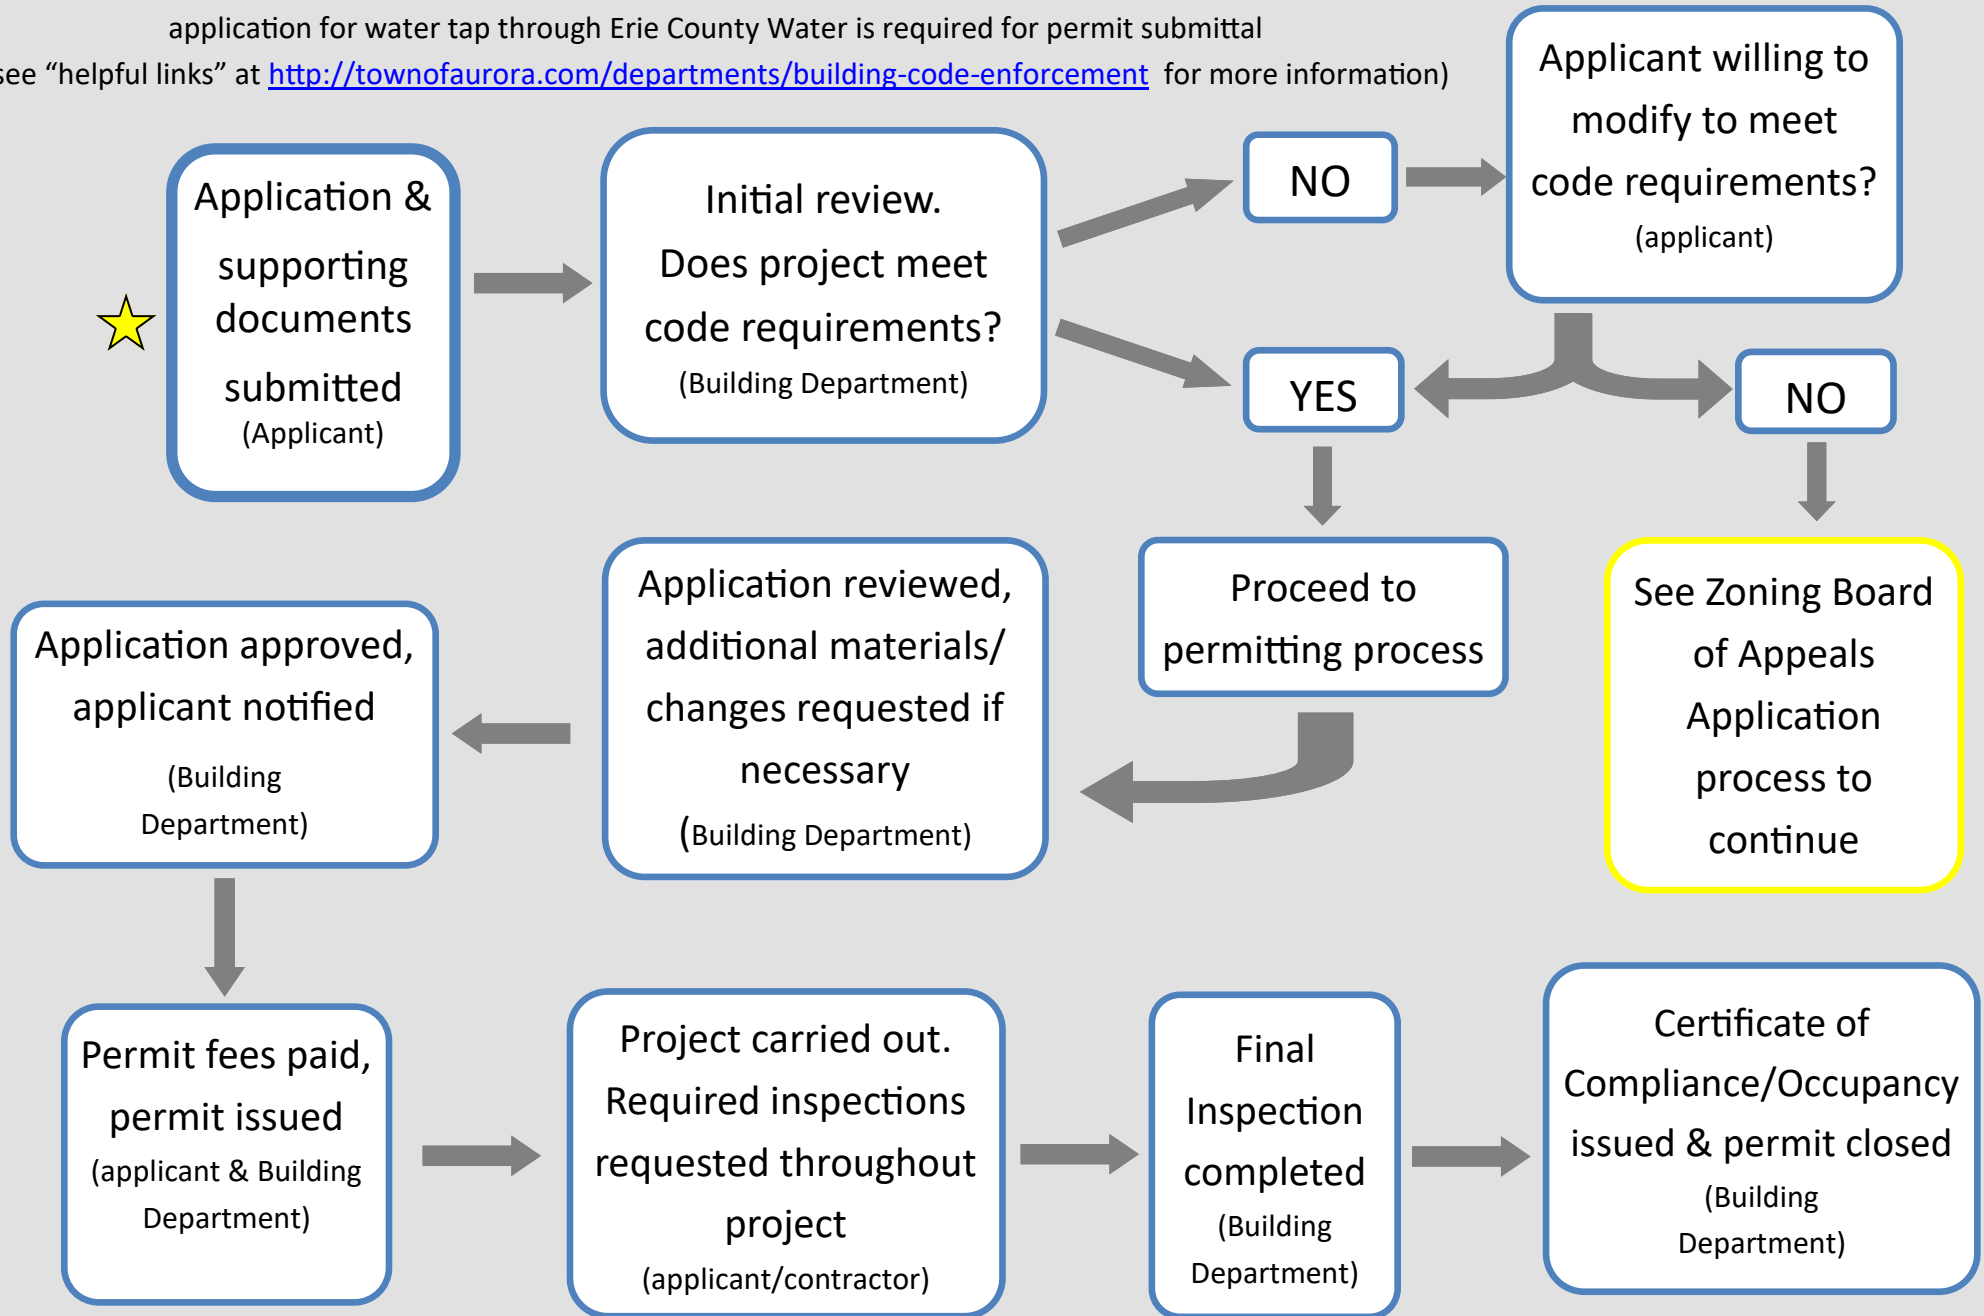 application for water tap through Erie County Water is required for permit submittal
see “helpful links” at http://townofaurora.com/departments/building-code-enforcement for more information)
Application &
supporting
documents
submitted
(Applicant)
Initial review.
Does project meet
code requirements?
(Building Department)
NO
Applicant willing to
modify to meet
code requirements?
(applicant)
YES
NO
Proceed to
permitting process
See Zoning Board
of Appeals
Application
process to
continue
Application reviewed,
additional materials/
changes requested if
necessary
(Building Department)
Application approved,
applicant notified
(Building
Department)
Permit fees paid,
permit issued
(applicant & Building
Department)
Project carried out.
Required inspections
requested throughout
project
(applicant/contractor)
Final
Inspection
completed
(Building
Department)
Certificate of
Compliance/Occupancy
issued & permit closed
(Building
Department)